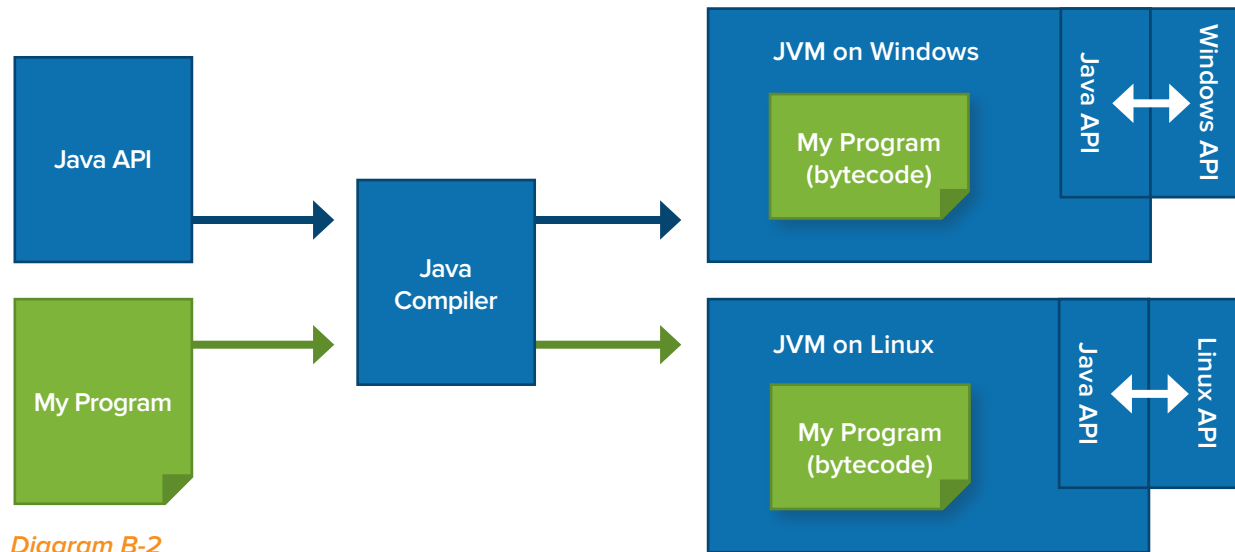 Java API
My Program
Java
Compiler
JVM on Windows
My Program
(bytecode)
Java API
Windows API
JVM on Linux
My Program
(bytecode)
Java API
Linux API
Diagram B-2